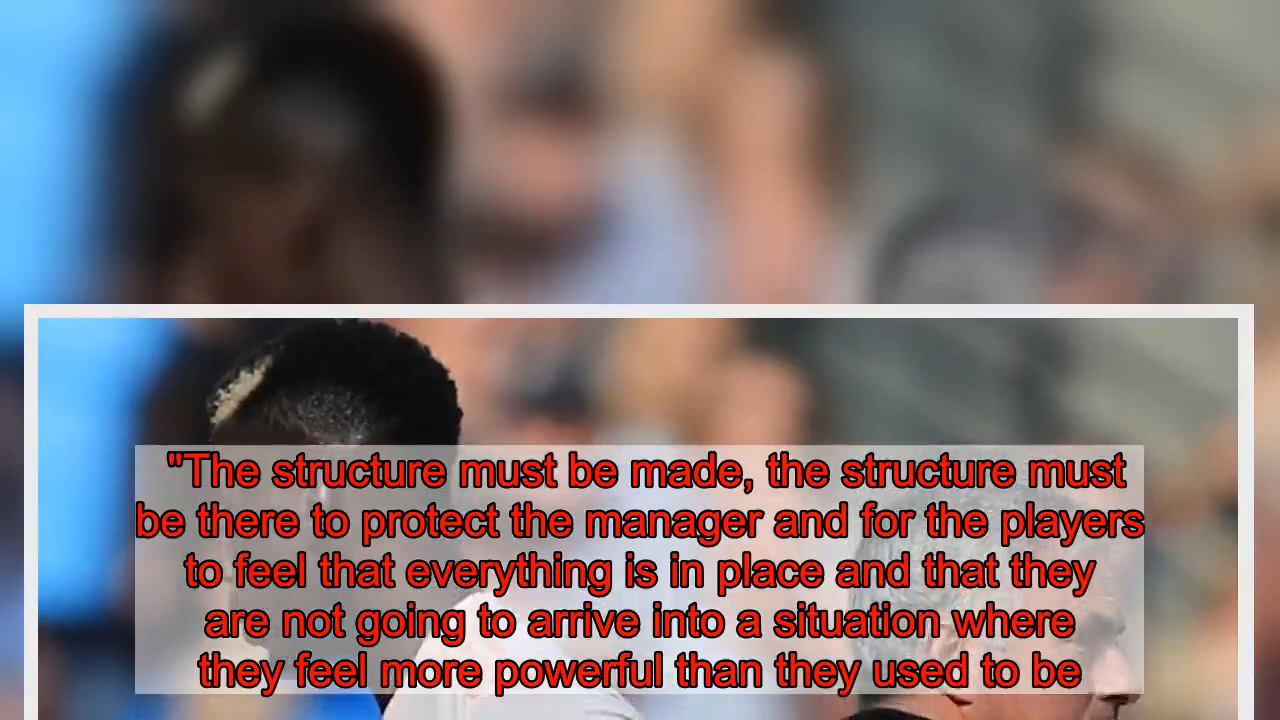 "The structure must be made, the structure must
be there to protect the manager and for the players
to feel that everything is in place and that they
are not going to arrive into a situation where
they feel more powerful than they used to be